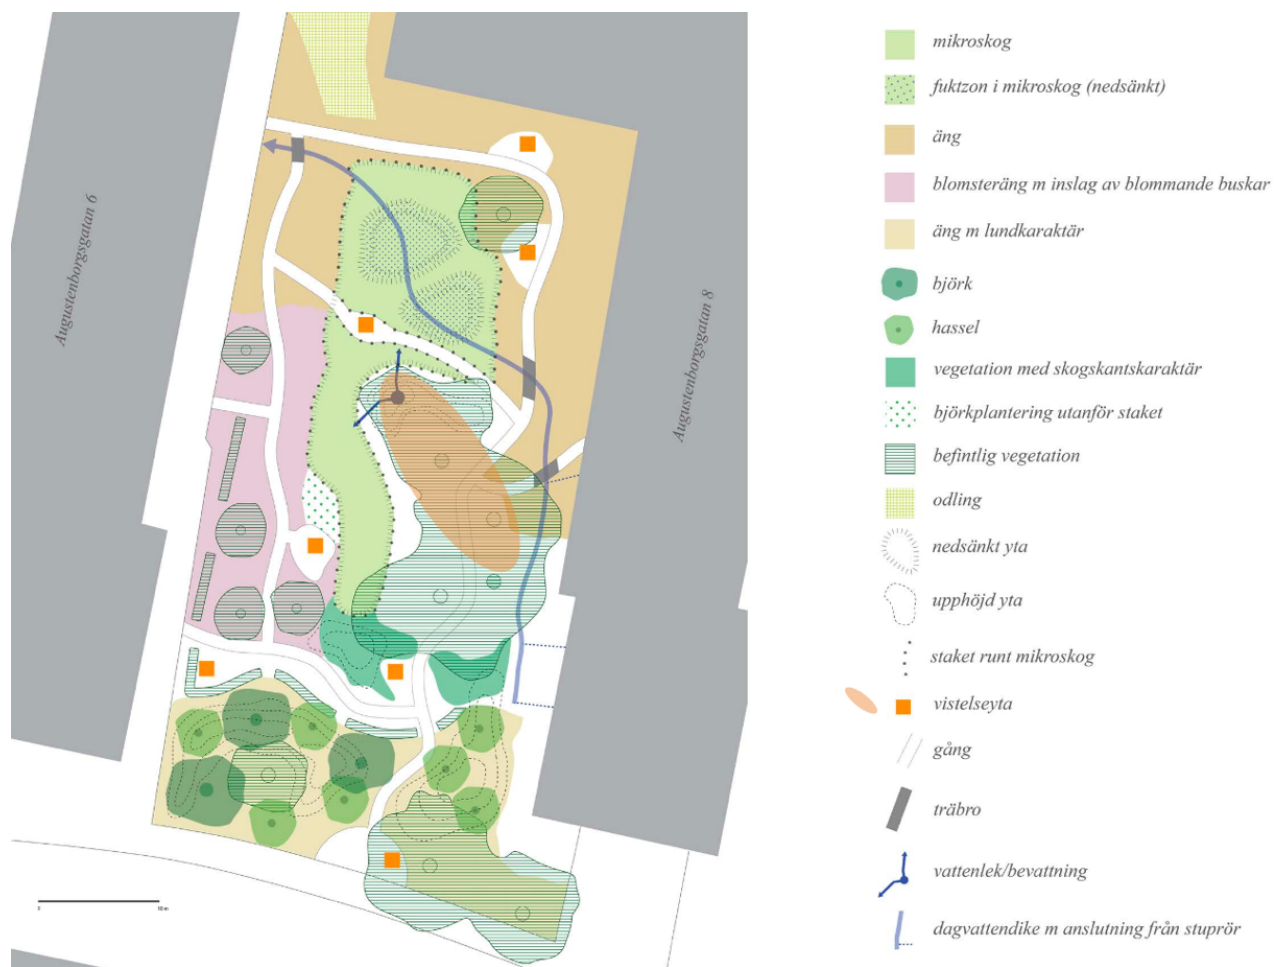 Augustenborgsgatan 6
Augustenborgsgatan 8
0
10 m
mikroskog
fuktzon i mikroskog (nedsänkt)
äng
blomsteräng m inslag av blommande buskar
äng m lundkaraktär
björk
hassel
vegetation med skogskantskaraktär
björkplantering utanför staket
befintlig vegetation
odling
nedsänkt yta
upphöjd yta
staket runt mikroskog
vistelseyta
gång
träbro
vattenlek/bevattning
dagvattendike m anslutning från stuprör